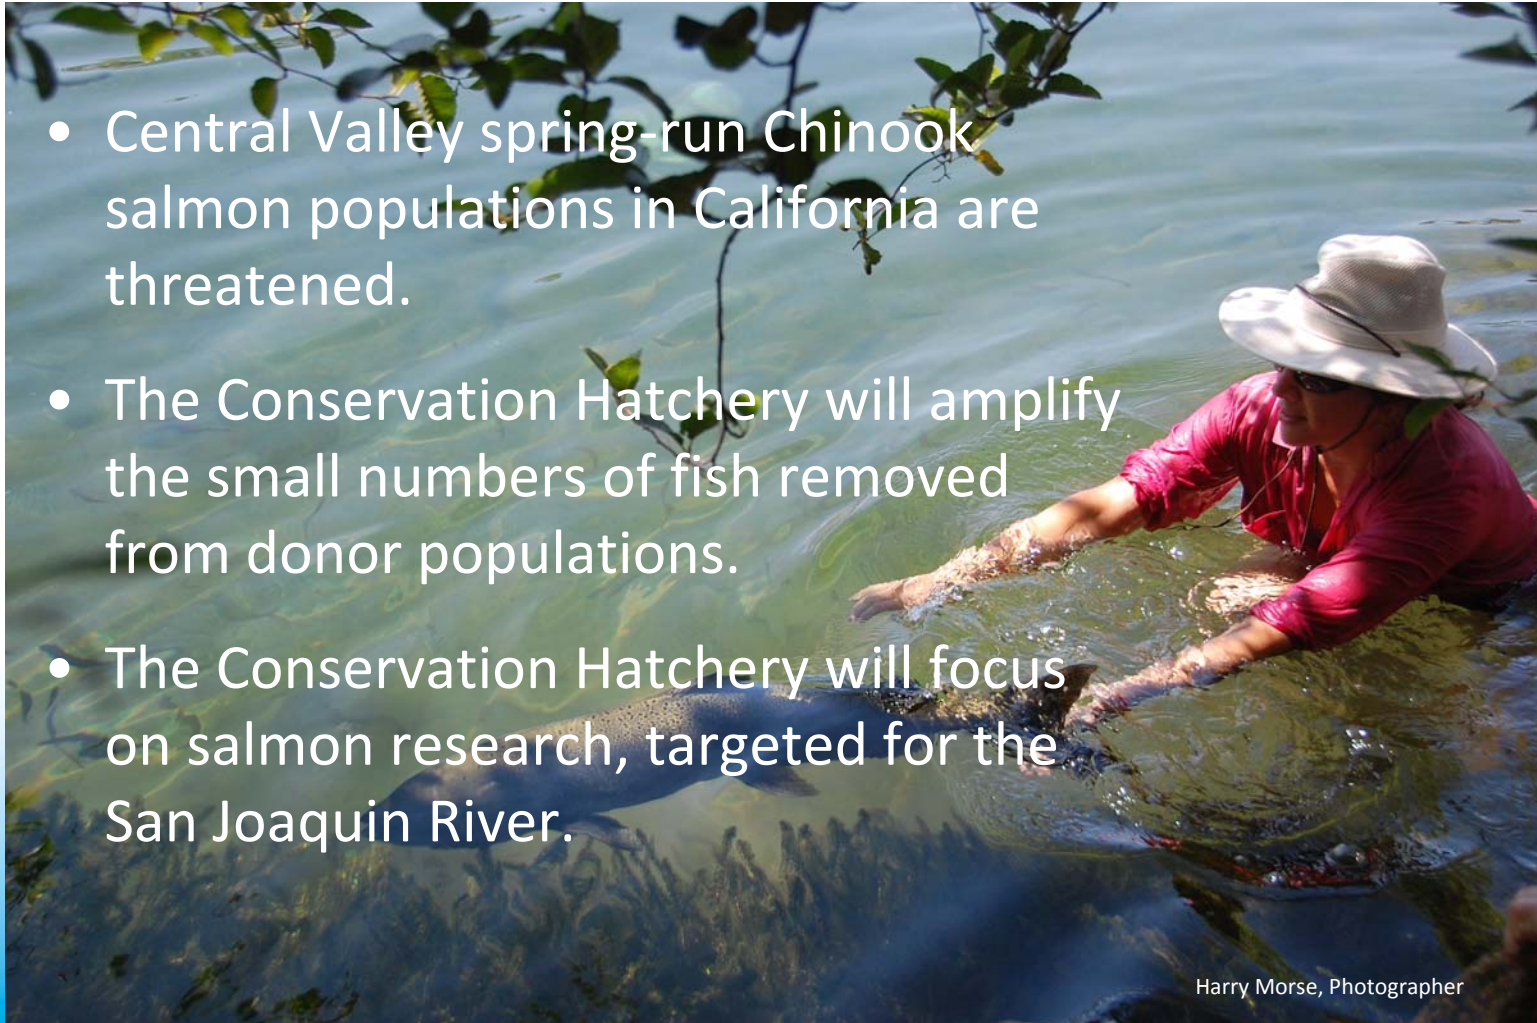 • Central Valley spring-run Chinook
salmon populations in California are
threatened.
• The Conservation Hatchery will amplify
the small numbers of fish removed
from donor populations.
• The Conservation Hatchery will focus
on salmon research, targeted for the
San Joaquin River.
Harry Morse, Photographer